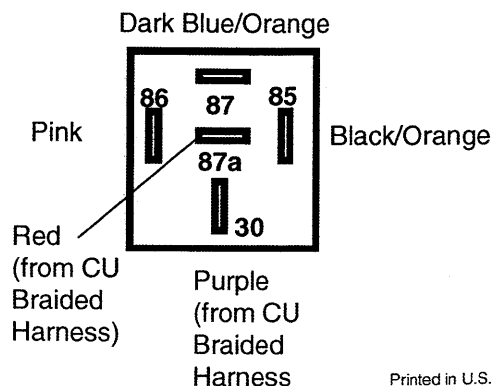 Dark Blue/Orange
86
87
85
Pink
Black/Orange
87a
30
Red
(from CU
Braided
Harness)
Purple
(from CU
Braided
Harness
Printed in U.S.